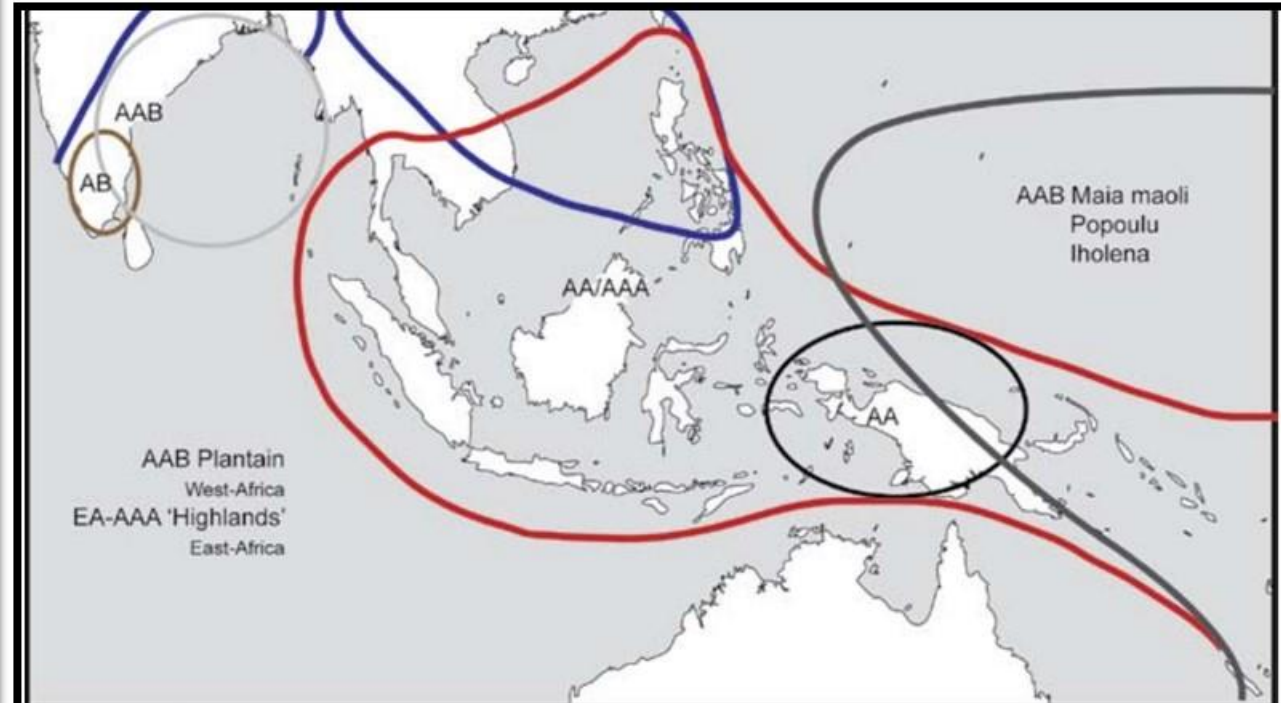 AAB
AB
AAB Maia maoli
Popoulu
Iholena
AA/AAA
AA
AAB Plantain
West-Africa
EA-AAA ‘Highlands’
East-Africa